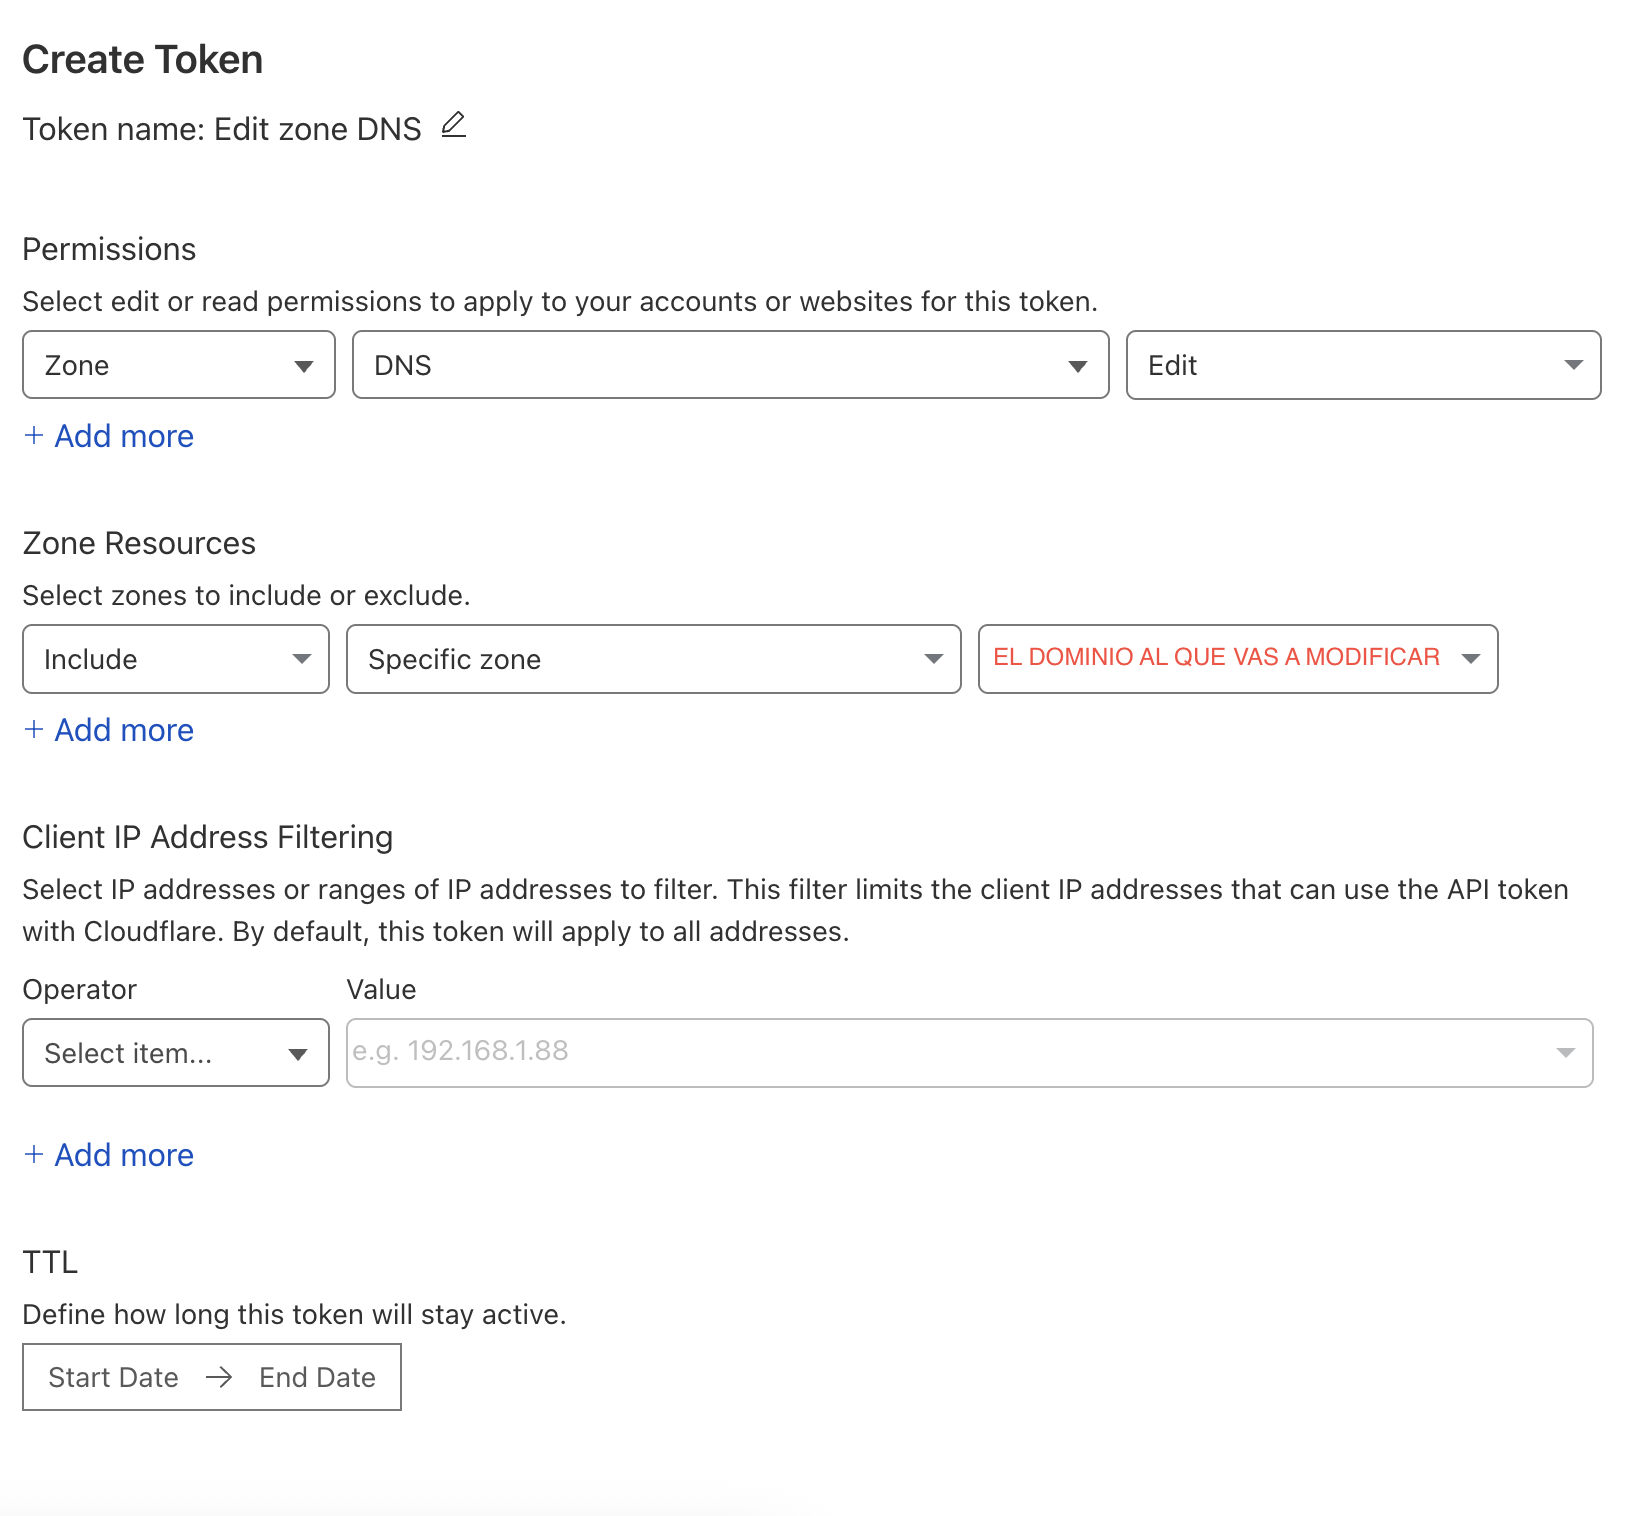 Create Token
Token name: Edit zone DNS
Permissions
Select edit or read permissions to apply to your accounts or websites for this token.
Zone DNS Edit
+ Add more
Zone Resources
Select zones to include or exclude.
Include Specific zone EL DOMINIO AL QUE VAS A MODIFICAR
+ Add more
Client IP Address Filtering
Select IP addresses or ranges of IP addresses to filter. This filter limits the client IP addresses that can use the API token
with Cloudflare. By default, this token will apply to all addresses.
Operator Value
Select item... e.g. 192.168.1.88
+ Add more
TTL
Define how long this token will stay active.
Start Date → End Date